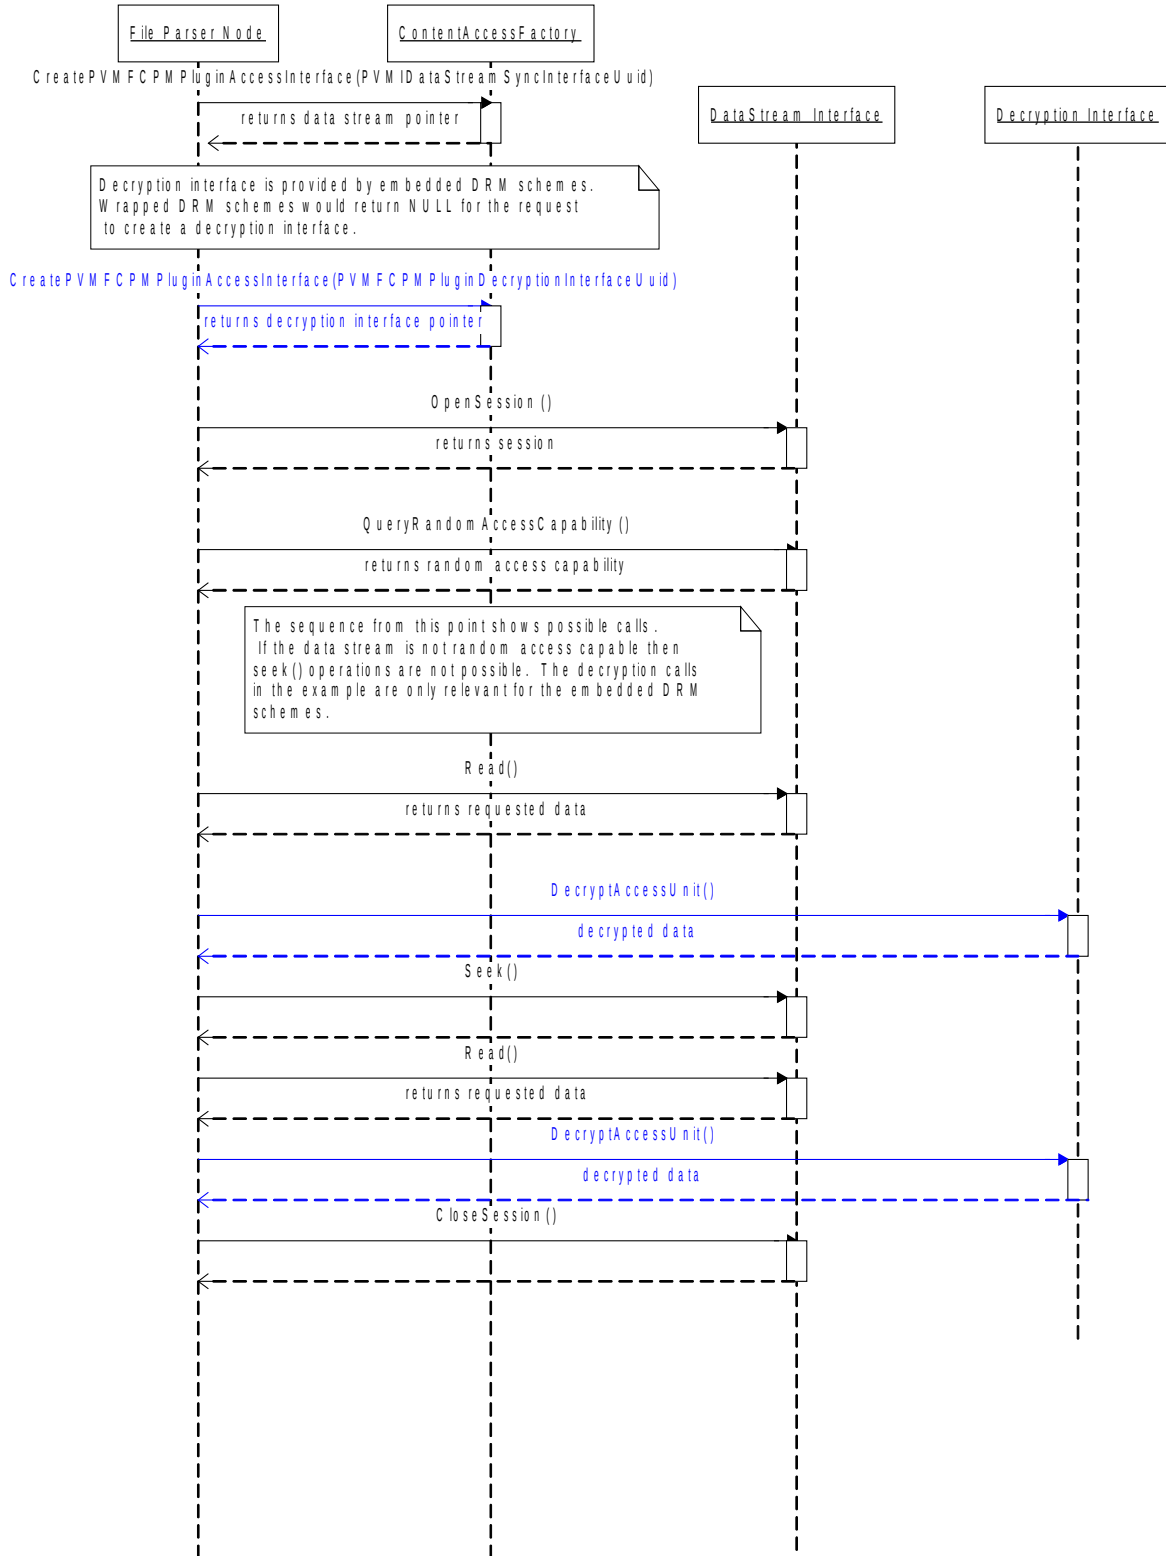 File Parser Node
ContentAccessFactory
CreatePVMFCPMPluginAccessInterface(PVMIDataStreamSyncInterfaceUuid)
DataStream Interface
Decryption Interface
returns data stream pointer
Decryption interface is provided by embedded DRM schemes.
Wrapped DRM schemes would return NULL for the request
to create a decryption interface.
CreatePVMFCPMPluginAccessInterface(PVMFCPMPluginDecryptionInterfaceUuid)
returns decryption interface pointer
OpenSession()
returns session
QueryRandomAccessCapability()
returns random access capability
The sequence from this point shows possible calls.
If the data stream is not random access capable then
seek() operations are not possible. The decryption calls
in the example are only relevant for the embedded DRM
schemes.
Read()
returns requested data
DecryptAccessUnit()
decrypted data
Seek()
Read()
returns requested data
DecryptAccessUnit()
decrypted data
CloseSession()